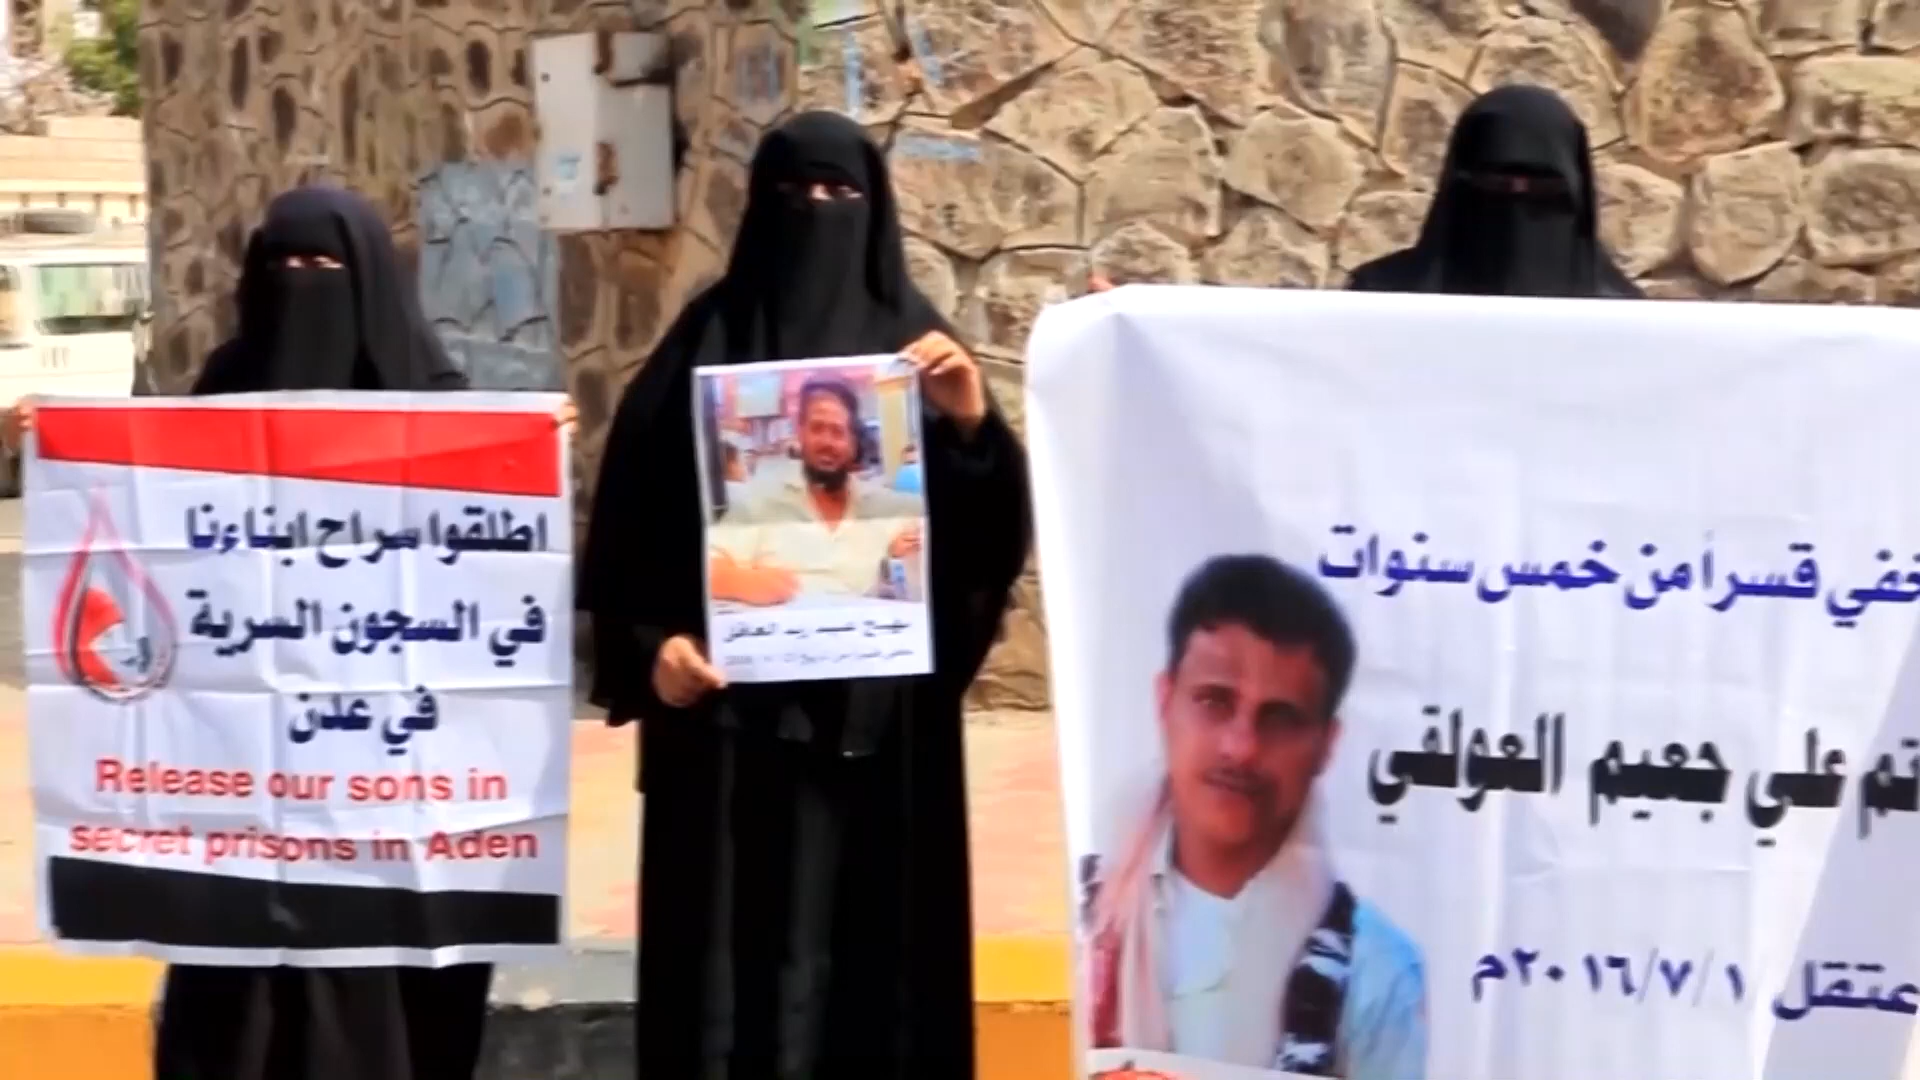 اطلقوا سراح ابناءنا
في السجون السرية
في عدن
Release our sons in
secret prisons in Aden
قسراً من خمس سنوات
علي جعيم العولقي
٢٠١٦/٧/١م